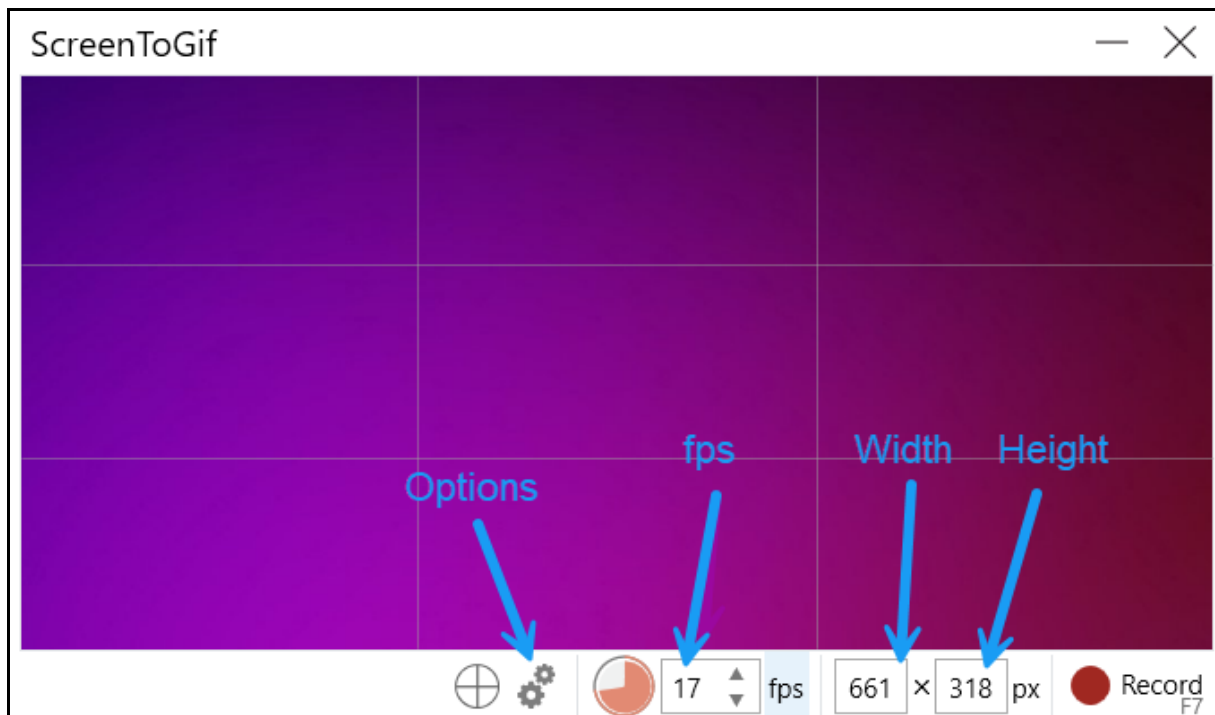 ScreenToGif
fps Width Height
Options
17 fps 661 × 318 px Record
F7